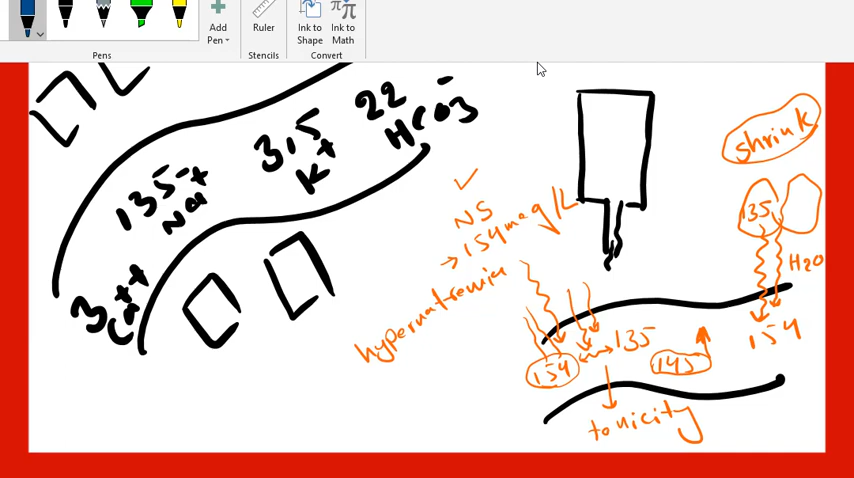 Add
Pen
Ruler
Ink to
Shape
Ink to
Math
Pens
Stencils
Convert
22
HCO3-
3,5
K+
135
Na+
3
Ca++
NS
→ 154 meq/L
hypernatremia
shrink
135
H2O
154
135
145
154
tonicity